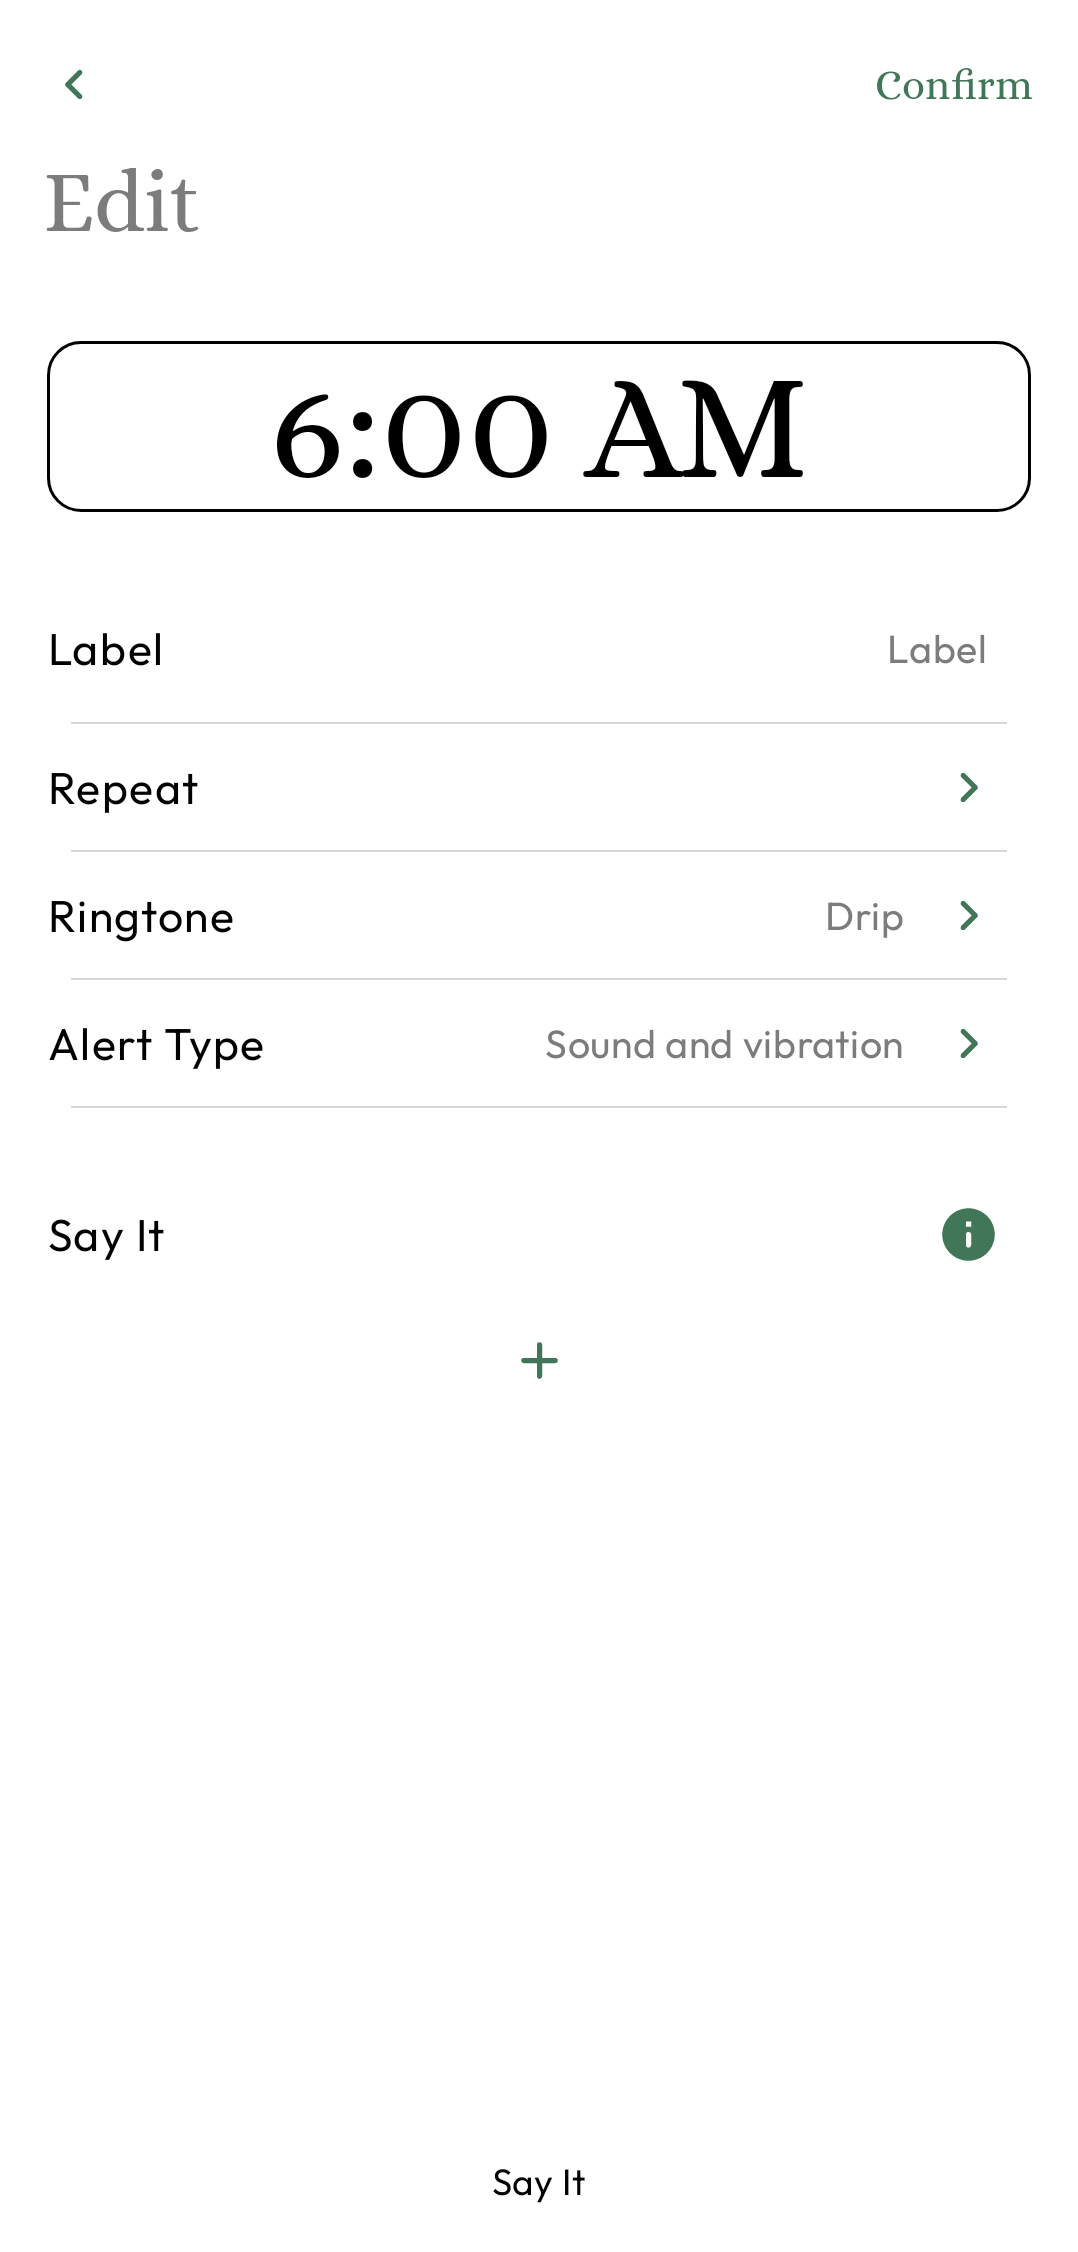 Confirm
Edit
6:00 AM
Label Label
Repeat
Ringtone Drip
Alert Type Sound and vibration
Say It
Say It